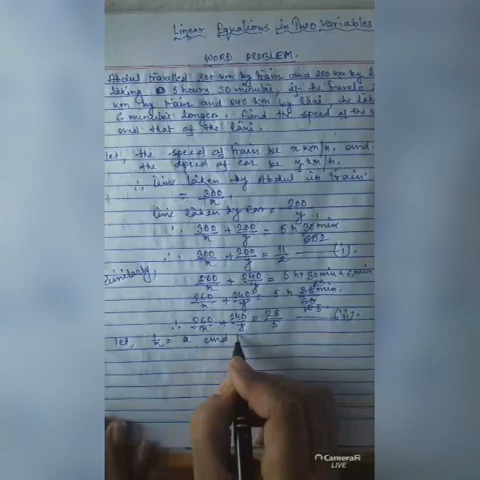 Linear Equations in Two Variables
WORD PROBLEM.
Abdul travelled 300 km by train and 200 km by
taking 5 hours 30 minutes, if he travels
km by train and 240 km by taxi, he
6 minutes longer. Find the speed of the
and that of the taxi.
let, the speed of train be x km/h. and
the speed of car be y km/h.
∴ time taken by Abdul in train
= 300/x
time taken by Car = 200/y
∴ 300/x + 200/y = 5 h 30 min
∴ 300/x + 200/y = 11/2 — (i).
Similarly, 260/x + 240/y = 5 hr 30 min + 6 min
260/x + 240/y = 5 h min.
∴ 260/x + 240/y = 28/5 — (ii).
let, 1/x = a and
CameraFi
LIVE